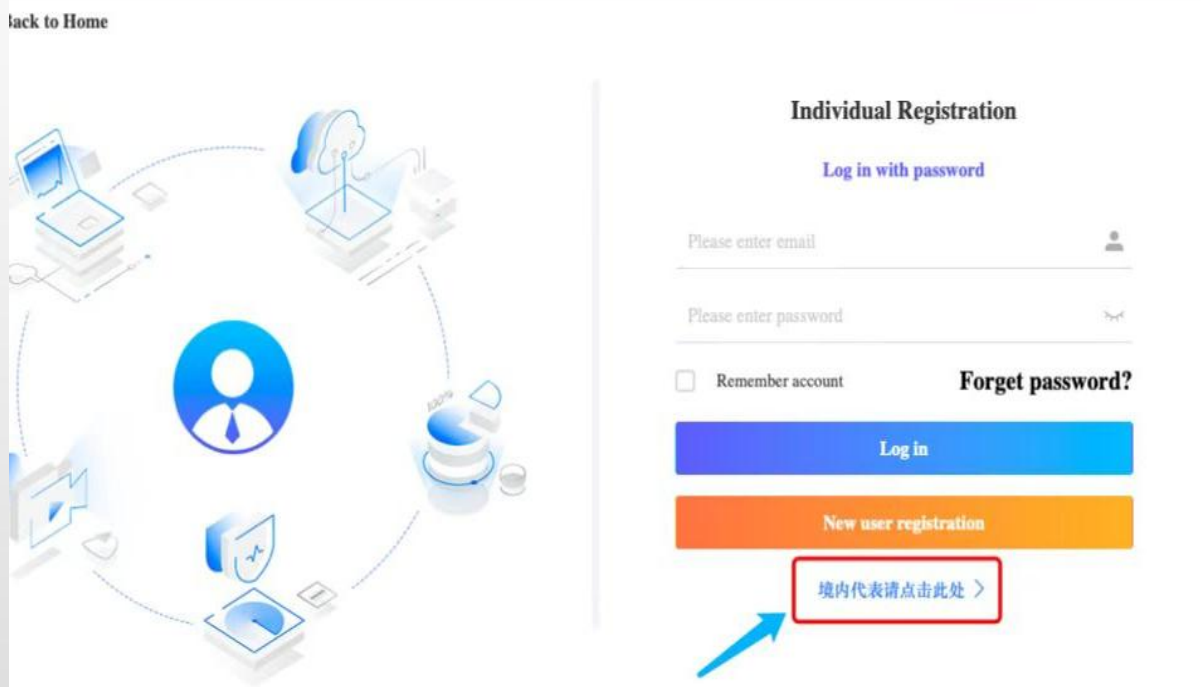 Back to Home
Individual Registration
Log in with password
Please enter email
Please enter password
Remember account
Forget password?
Log in
New user registration
境内代表请点击此处 >
100%